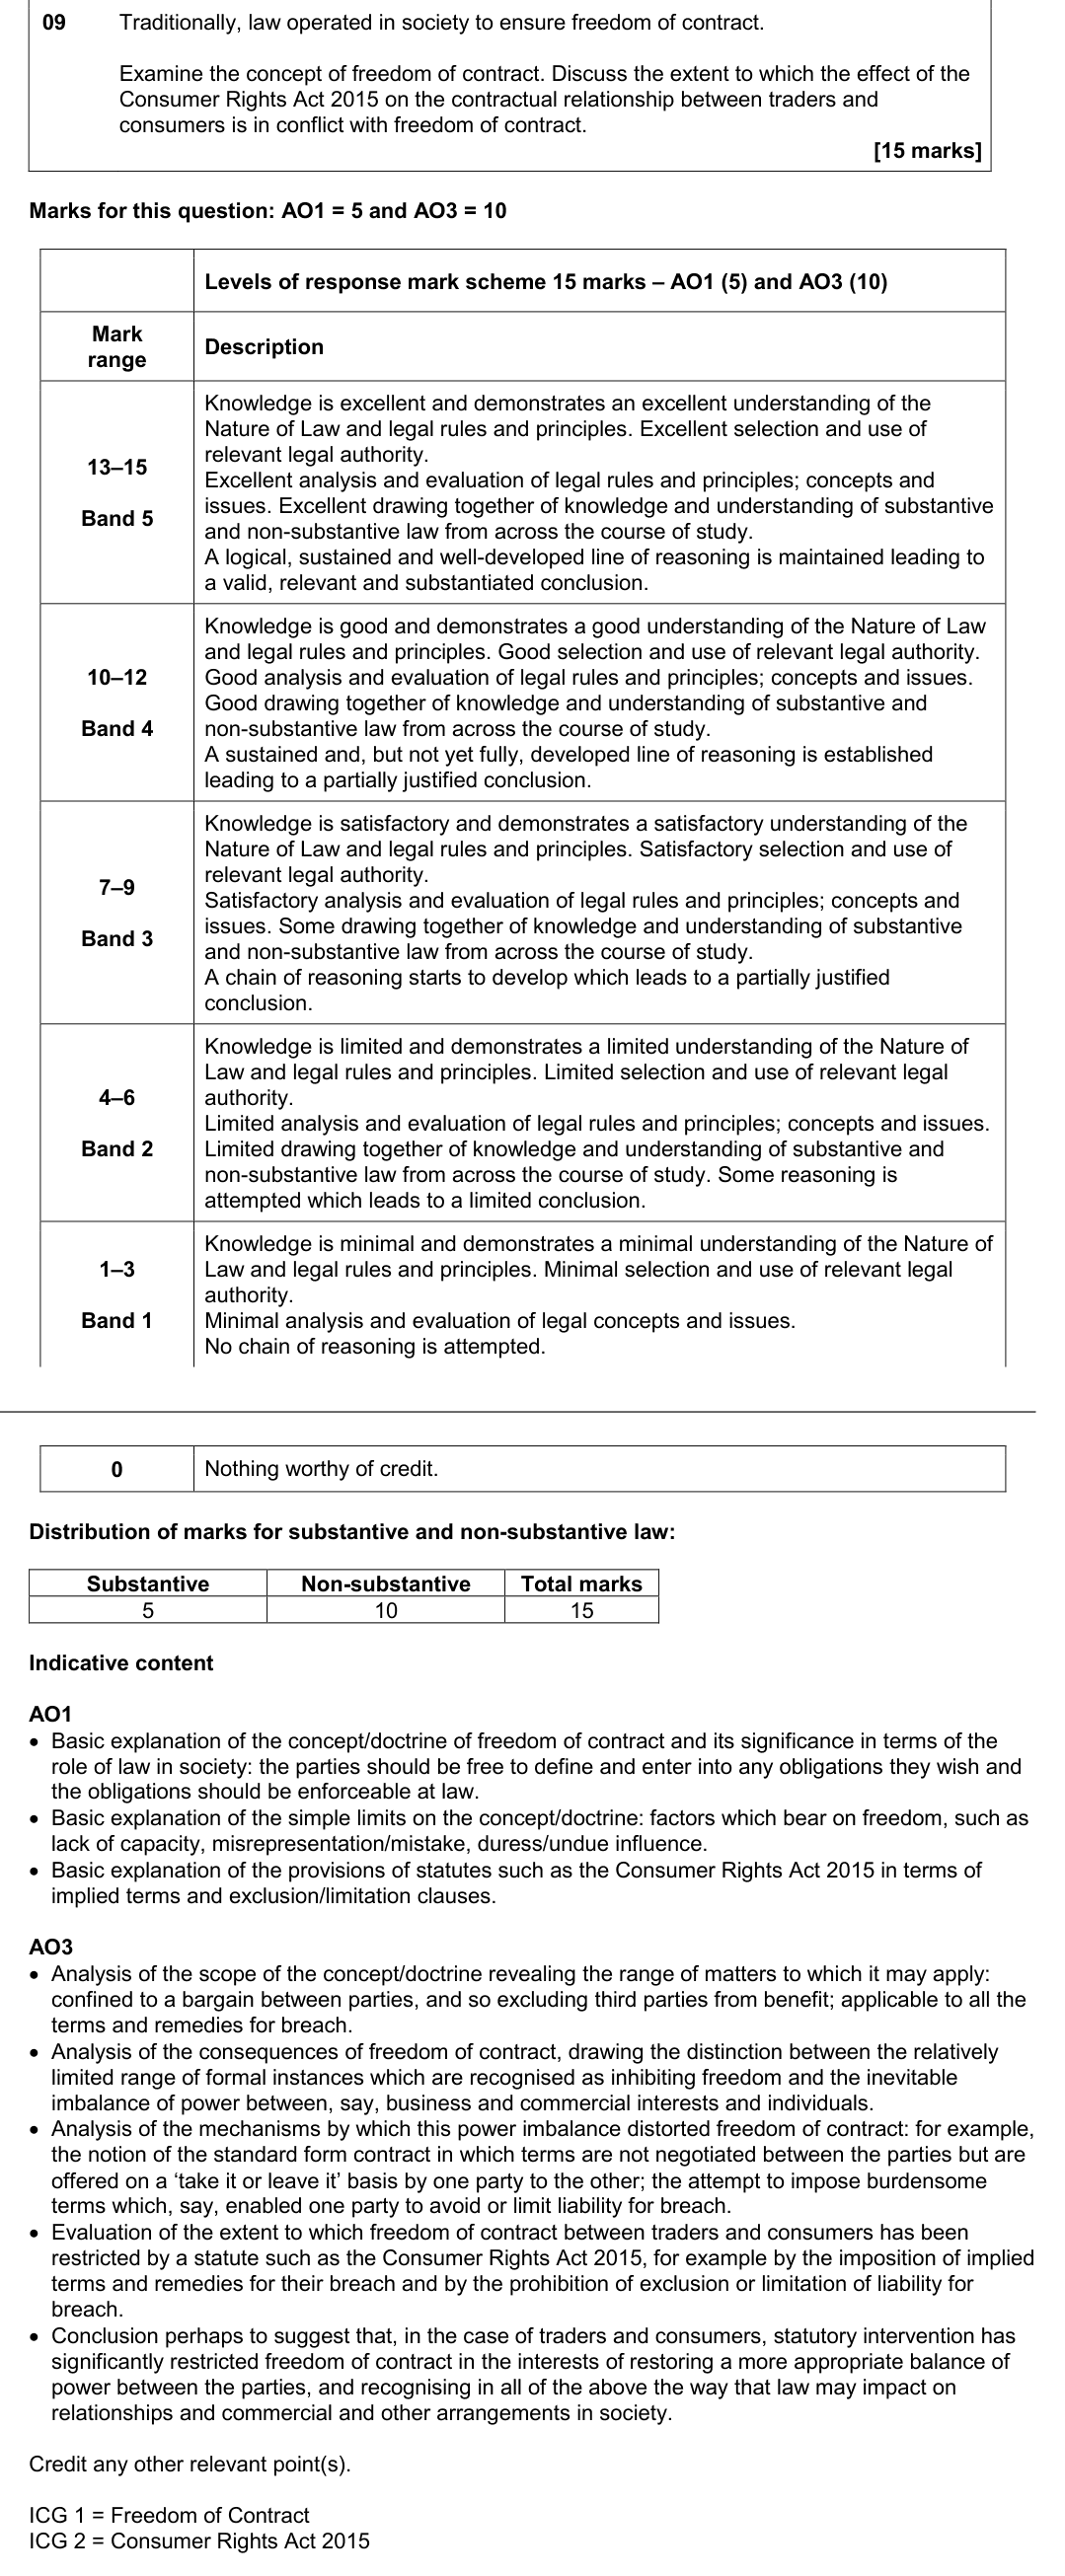 09 Traditionally, law operated in society to ensure freedom of contract.
Examine the concept of freedom of contract. Discuss the extent to which the effect of the
Consumer Rights Act 2015 on the contractual relationship between traders and
consumers is in conflict with freedom of contract.
[15 marks]
Marks for this question: AO1 = 5 and AO3 = 10
Levels of response mark scheme 15 marks – AO1 (5) and AO3 (10)
Mark
range
Description
13–15
Band 5
Knowledge is excellent and demonstrates an excellent understanding of the
Nature of Law and legal rules and principles. Excellent selection and use of
relevant legal authority.
Excellent analysis and evaluation of legal rules and principles; concepts and
issues. Excellent drawing together of knowledge and understanding of substantive
and non-substantive law from across the course of study.
A logical, sustained and well-developed line of reasoning is maintained leading to
a valid, relevant and substantiated conclusion.
10–12
Band 4
Knowledge is good and demonstrates a good understanding of the Nature of Law
and legal rules and principles. Good selection and use of relevant legal authority.
Good analysis and evaluation of legal rules and principles; concepts and issues.
Good drawing together of knowledge and understanding of substantive and
non-substantive law from across the course of study.
A sustained and, but not yet fully, developed line of reasoning is established
leading to a partially justified conclusion.
7–9
Band 3
Knowledge is satisfactory and demonstrates a satisfactory understanding of the
Nature of Law and legal rules and principles. Satisfactory selection and use of
relevant legal authority.
Satisfactory analysis and evaluation of legal rules and principles; concepts and
issues. Some drawing together of knowledge and understanding of substantive
and non-substantive law from across the course of study.
A chain of reasoning starts to develop which leads to a partially justified
conclusion.
4–6
Band 2
Knowledge is limited and demonstrates a limited understanding of the Nature of
Law and legal rules and principles. Limited selection and use of relevant legal
authority.
Limited analysis and evaluation of legal rules and principles; concepts and issues.
Limited drawing together of knowledge and understanding of substantive and
non-substantive law from across the course of study. Some reasoning is
attempted which leads to a limited conclusion.
1–3
Band 1
Knowledge is minimal and demonstrates a minimal understanding of the Nature of
Law and legal rules and principles. Minimal selection and use of relevant legal
authority.
Minimal analysis and evaluation of legal concepts and issues.
No chain of reasoning is attempted.
0 Nothing worthy of credit.
Distribution of marks for substantive and non-substantive law:
Substantive Non-substantive Total marks
5 10 15
Indicative content
AO1
• Basic explanation of the concept/doctrine of freedom of contract and its significance in terms of the
role of law in society: the parties should be free to define and enter into any obligations they wish and
the obligations should be enforceable at law.
• Basic explanation of the simple limits on the concept/doctrine: factors which bear on freedom, such as
lack of capacity, misrepresentation/mistake, duress/undue influence.
• Basic explanation of the provisions of statutes such as the Consumer Rights Act 2015 in terms of
implied terms and exclusion/limitation clauses.
AO3
• Analysis of the scope of the concept/doctrine revealing the range of matters to which it may apply:
confined to a bargain between parties, and so excluding third parties from benefit; applicable to all the
terms and remedies for breach.
• Analysis of the consequences of freedom of contract, drawing the distinction between the relatively
limited range of formal instances which are recognised as inhibiting freedom and the inevitable
imbalance of power between, say, business and commercial interests and individuals.
• Analysis of the mechanisms by which this power imbalance distorted freedom of contract: for example,
the notion of the standard form contract in which terms are not negotiated between the parties but are
offered on a ‘take it or leave it’ basis by one party to the other; the attempt to impose burdensome
terms which, say, enabled one party to avoid or limit liability for breach.
• Evaluation of the extent to which freedom of contract between traders and consumers has been
restricted by a statute such as the Consumer Rights Act 2015, for example by the imposition of implied
terms and remedies for their breach and by the prohibition of exclusion or limitation of liability for
breach.
• Conclusion perhaps to suggest that, in the case of traders and consumers, statutory intervention has
significantly restricted freedom of contract in the interests of restoring a more appropriate balance of
power between the parties, and recognising in all of the above the way that law may impact on
relationships and commercial and other arrangements in society.
Credit any other relevant point(s).
ICG 1 = Freedom of Contract
ICG 2 = Consumer Rights Act 2015